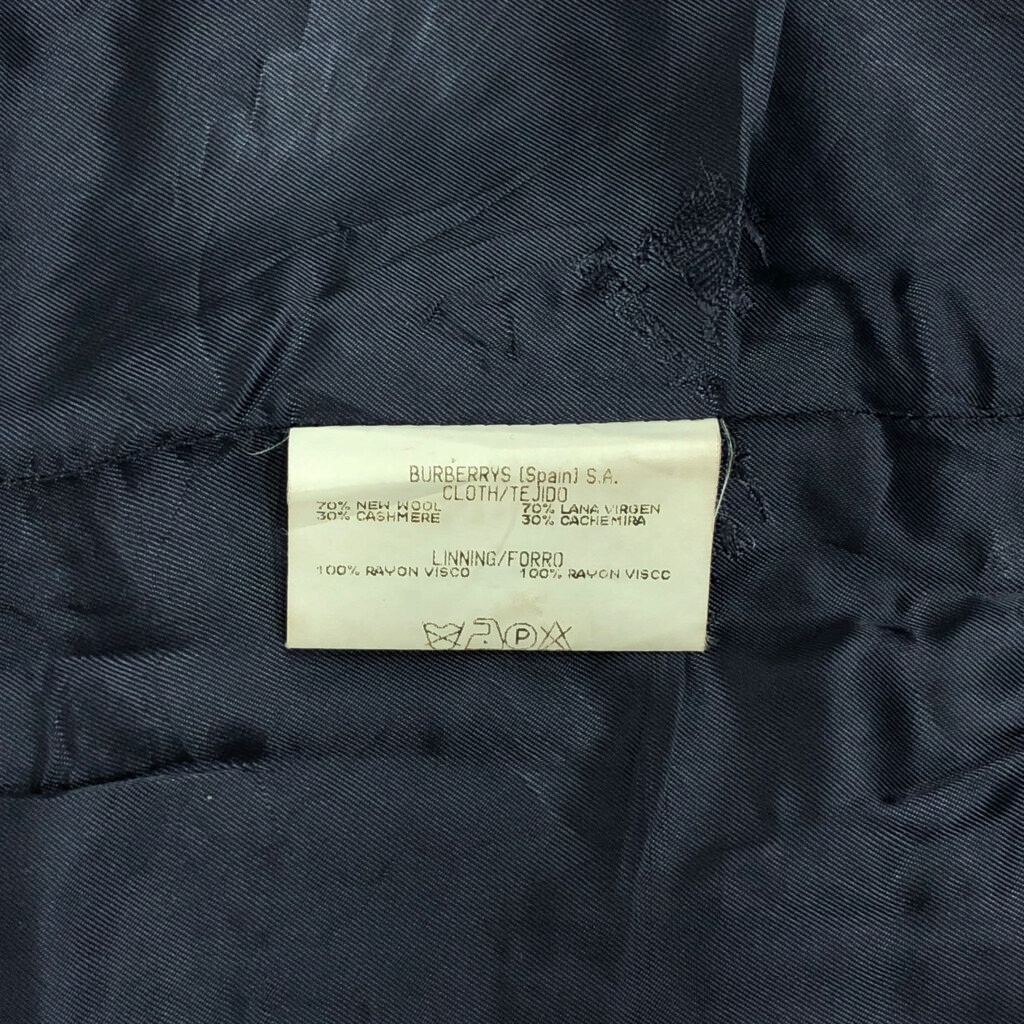 BURBERRYS (Spain) S.A.
CLOTH/TEJIDO
70% NEW WOOL 70% LANA VIRGEN
30% CASHMERE 30% CACHEMIRA
LINNING/FORRO
100% RAYON VISCO 100% RAYON VISCO
P